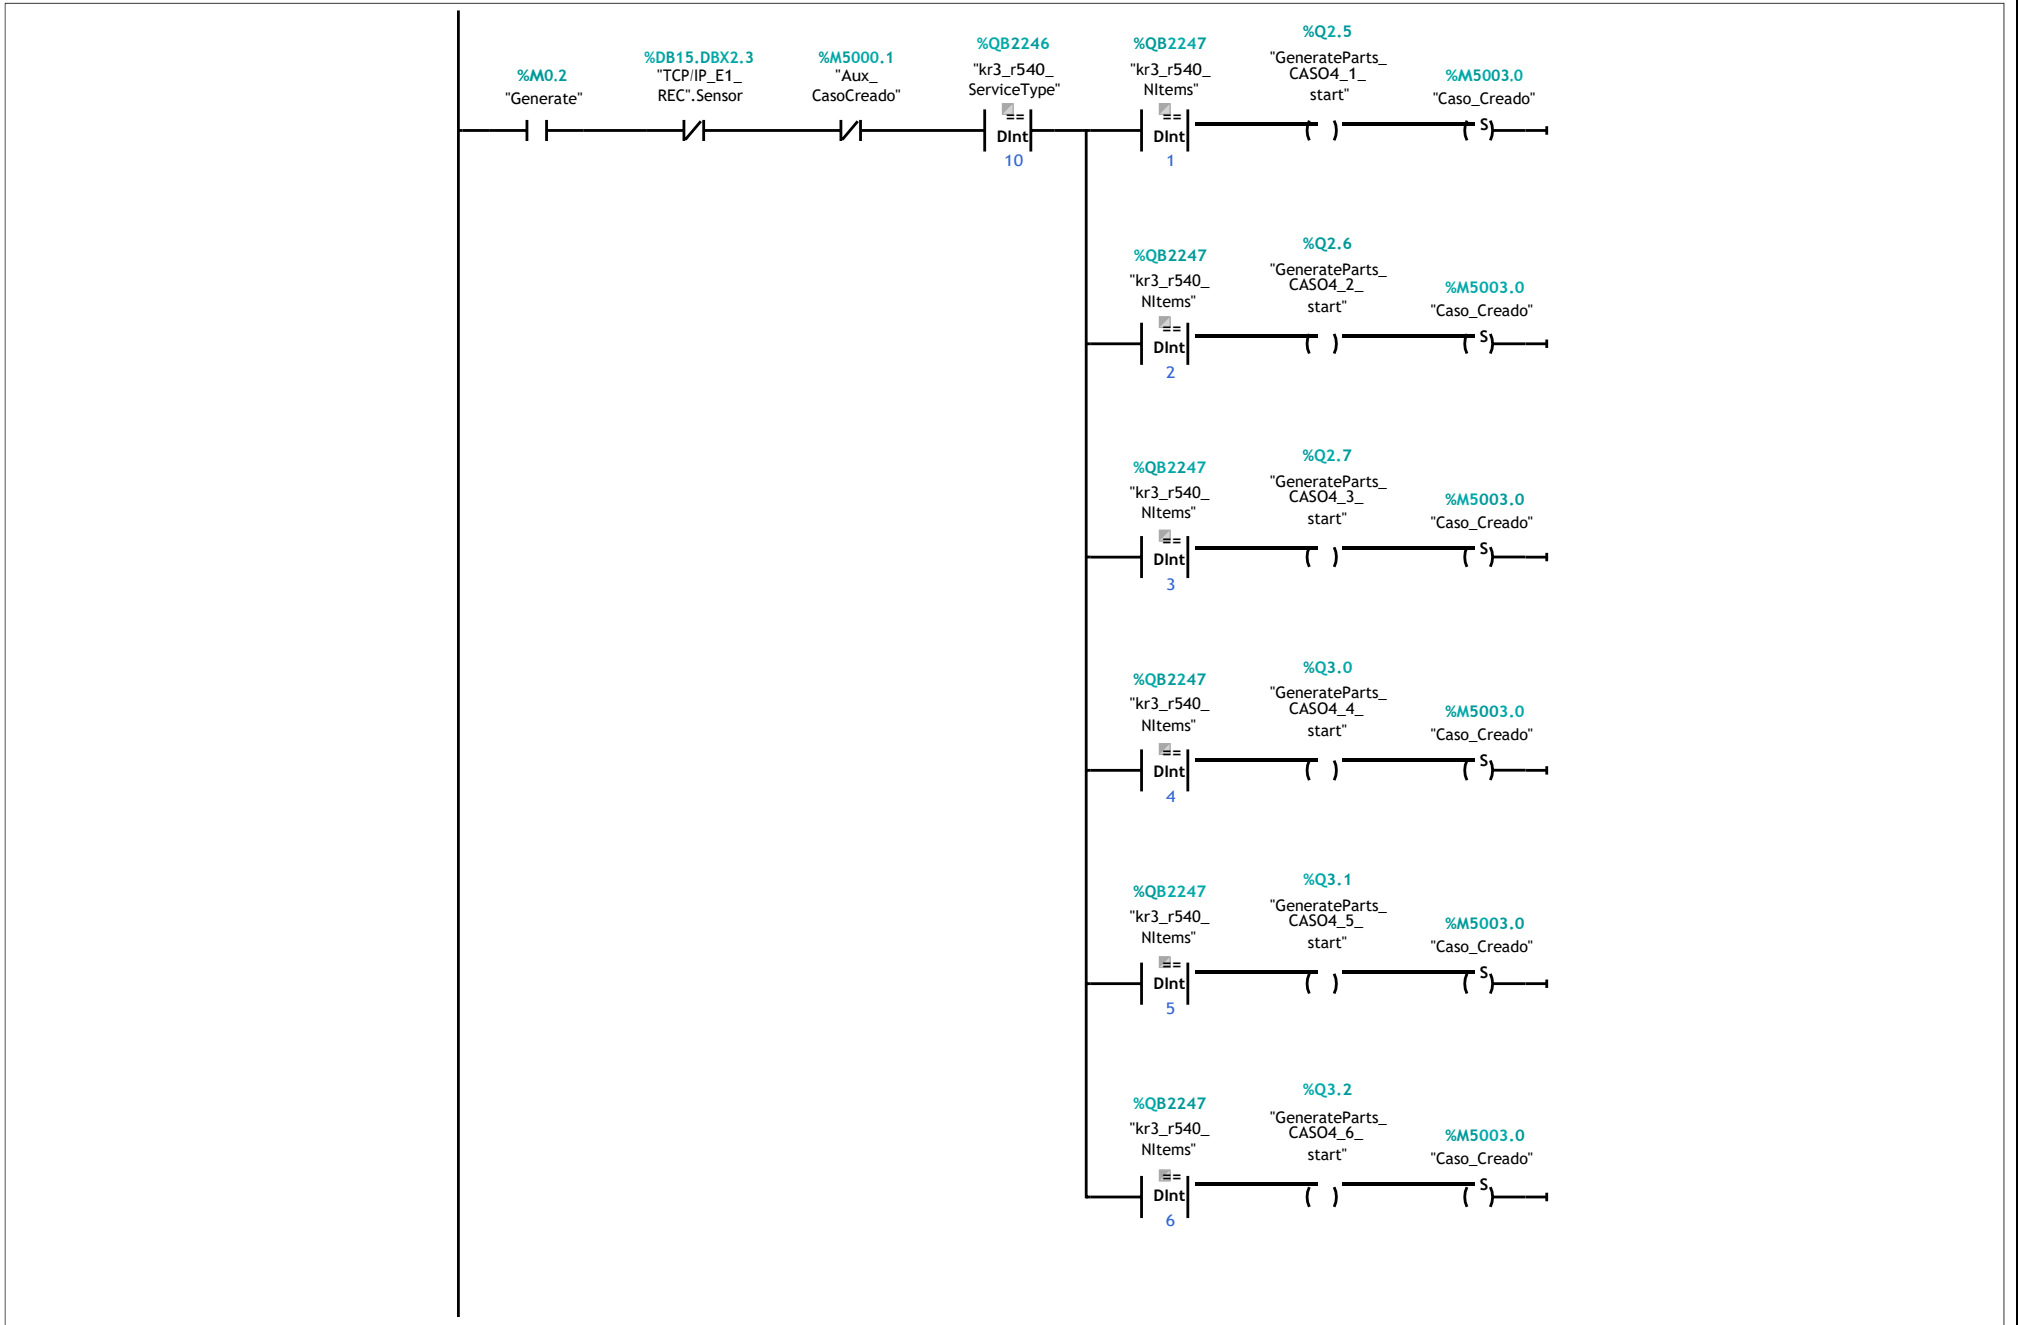 %M0.2
"Generate"
%DB15.DBX2.3
"TCP/IP_E1_
REC".Sensor
%M5000.1
"Aux_
CasoCreado"
%QB2246
"kr3_r540_
ServiceType"
==
DInt
10
%QB2247
"kr3_r540_
NItems"
==
DInt
1
%Q2.5
"GenerateParts_
CASO4_1_
start"
%M5003.0
"Caso_Creado"
S
%QB2247
"kr3_r540_
NItems"
==
DInt
2
%Q2.6
"GenerateParts_
CASO4_2_
start"
%M5003.0
"Caso_Creado"
S
%QB2247
"kr3_r540_
NItems"
==
DInt
3
%Q2.7
"GenerateParts_
CASO4_3_
start"
%M5003.0
"Caso_Creado"
S
%QB2247
"kr3_r540_
NItems"
==
DInt
4
%Q3.0
"GenerateParts_
CASO4_4_
start"
%M5003.0
"Caso_Creado"
S
%QB2247
"kr3_r540_
NItems"
==
DInt
5
%Q3.1
"GenerateParts_
CASO4_5_
start"
%M5003.0
"Caso_Creado"
S
%QB2247
"kr3_r540_
NItems"
==
DInt
6
%Q3.2
"GenerateParts_
CASO4_6_
start"
%M5003.0
"Caso_Creado"
S